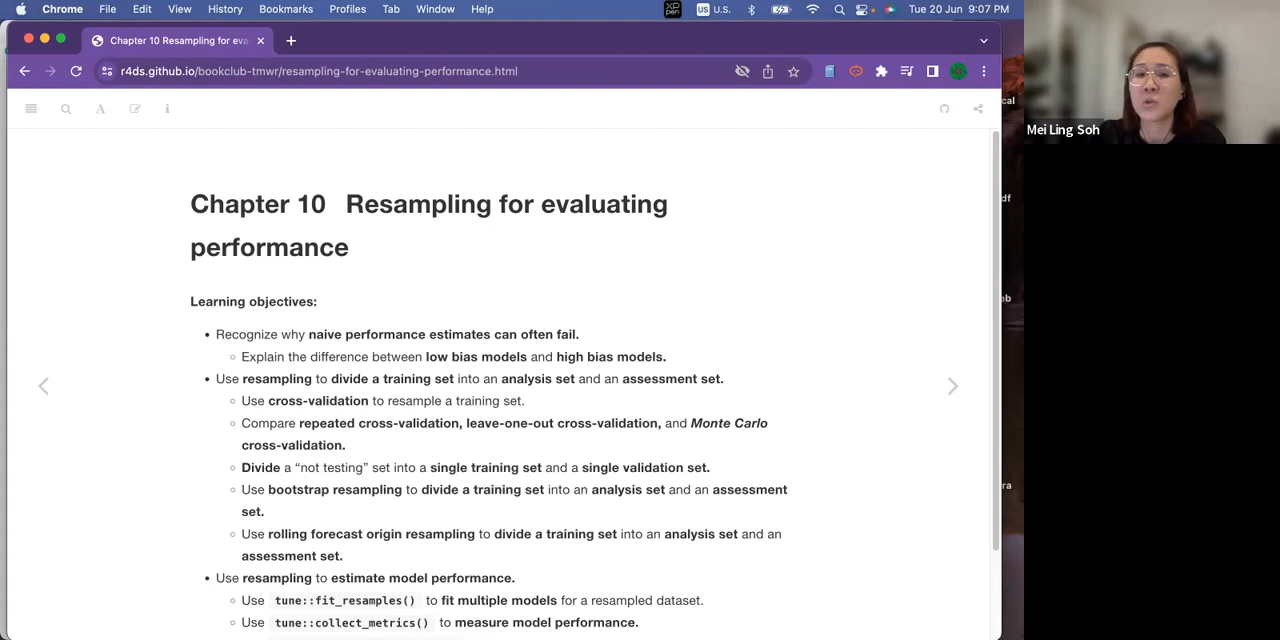 Chrome File Edit View History Bookmarks Profiles Tab Window Help
XP PEN US U.S. Tue 20 Jun 9:07 PM
Chapter 10 Resampling for eva
r4ds.github.io/bookclub-tmwr/resampling-for-evaluating-performance.html
Mei Ling Soh
cal
df
eb
ra
Chapter 10 Resampling for evaluating
performance
Learning objectives:
• Recognize why naive performance estimates can often fail.
◦ Explain the difference between low bias models and high bias models.
• Use resampling to divide a training set into an analysis set and an assessment set.
◦ Use cross-validation to resample a training set.
◦ Compare repeated cross-validation, leave-one-out cross-validation, and Monte Carlo
cross-validation.
◦ Divide a “not testing” set into a single training set and a single validation set.
◦ Use bootstrap resampling to divide a training set into an analysis set and an assessment
set.
◦ Use rolling forecast origin resampling to divide a training set into an analysis set and an
assessment set.
• Use resampling to estimate model performance.
◦ Use tune::fit_resamples() to fit multiple models for a resampled dataset.
◦ Use tune::collect_metrics() to measure model performance.